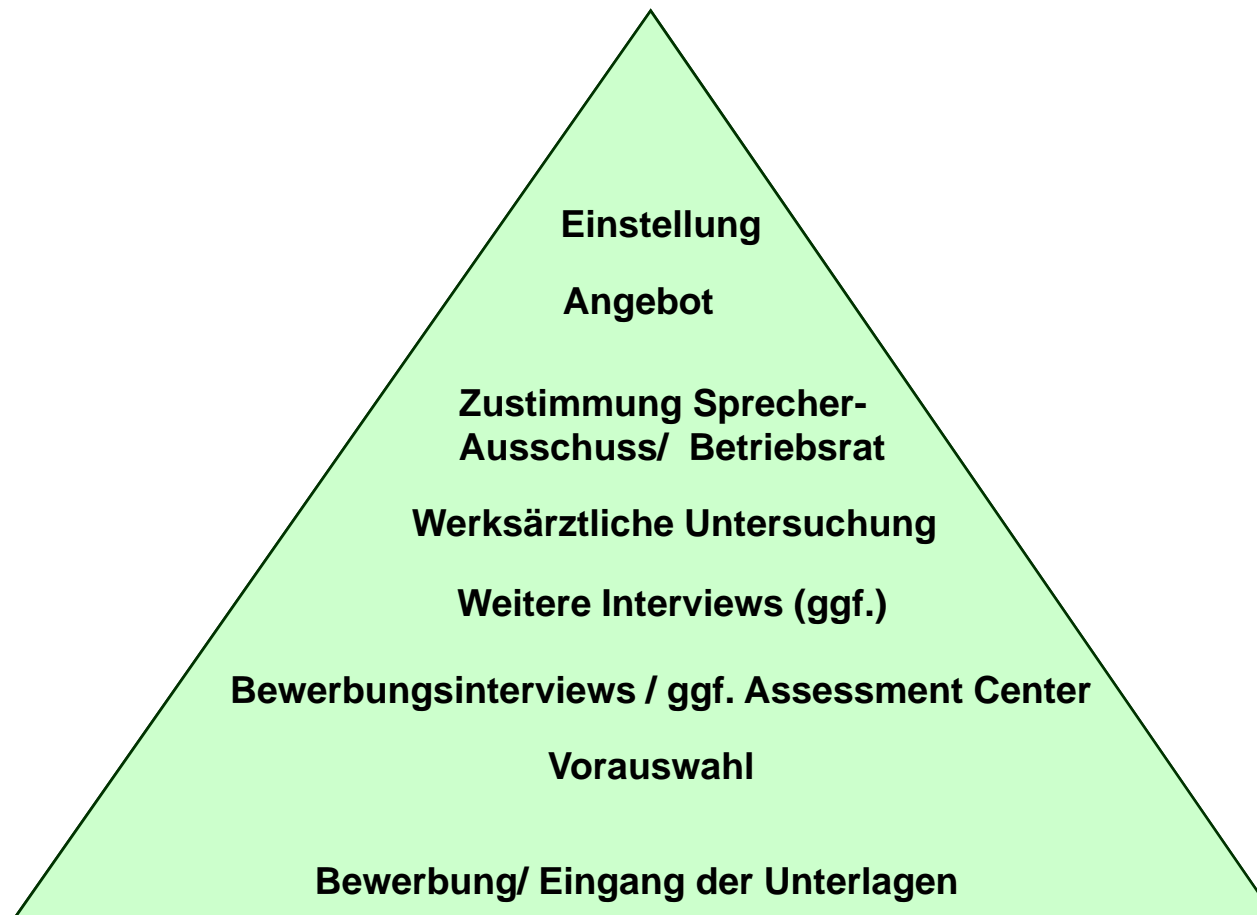 Einstellung
Angebot
Zustimmung Sprecher-
Ausschuss/ Betriebsrat
Werksärztliche Untersuchung
Weitere Interviews (ggf.)
Bewerbungsinterviews / ggf. Assessment Center
Vorauswahl
Bewerbung/ Eingang der Unterlagen